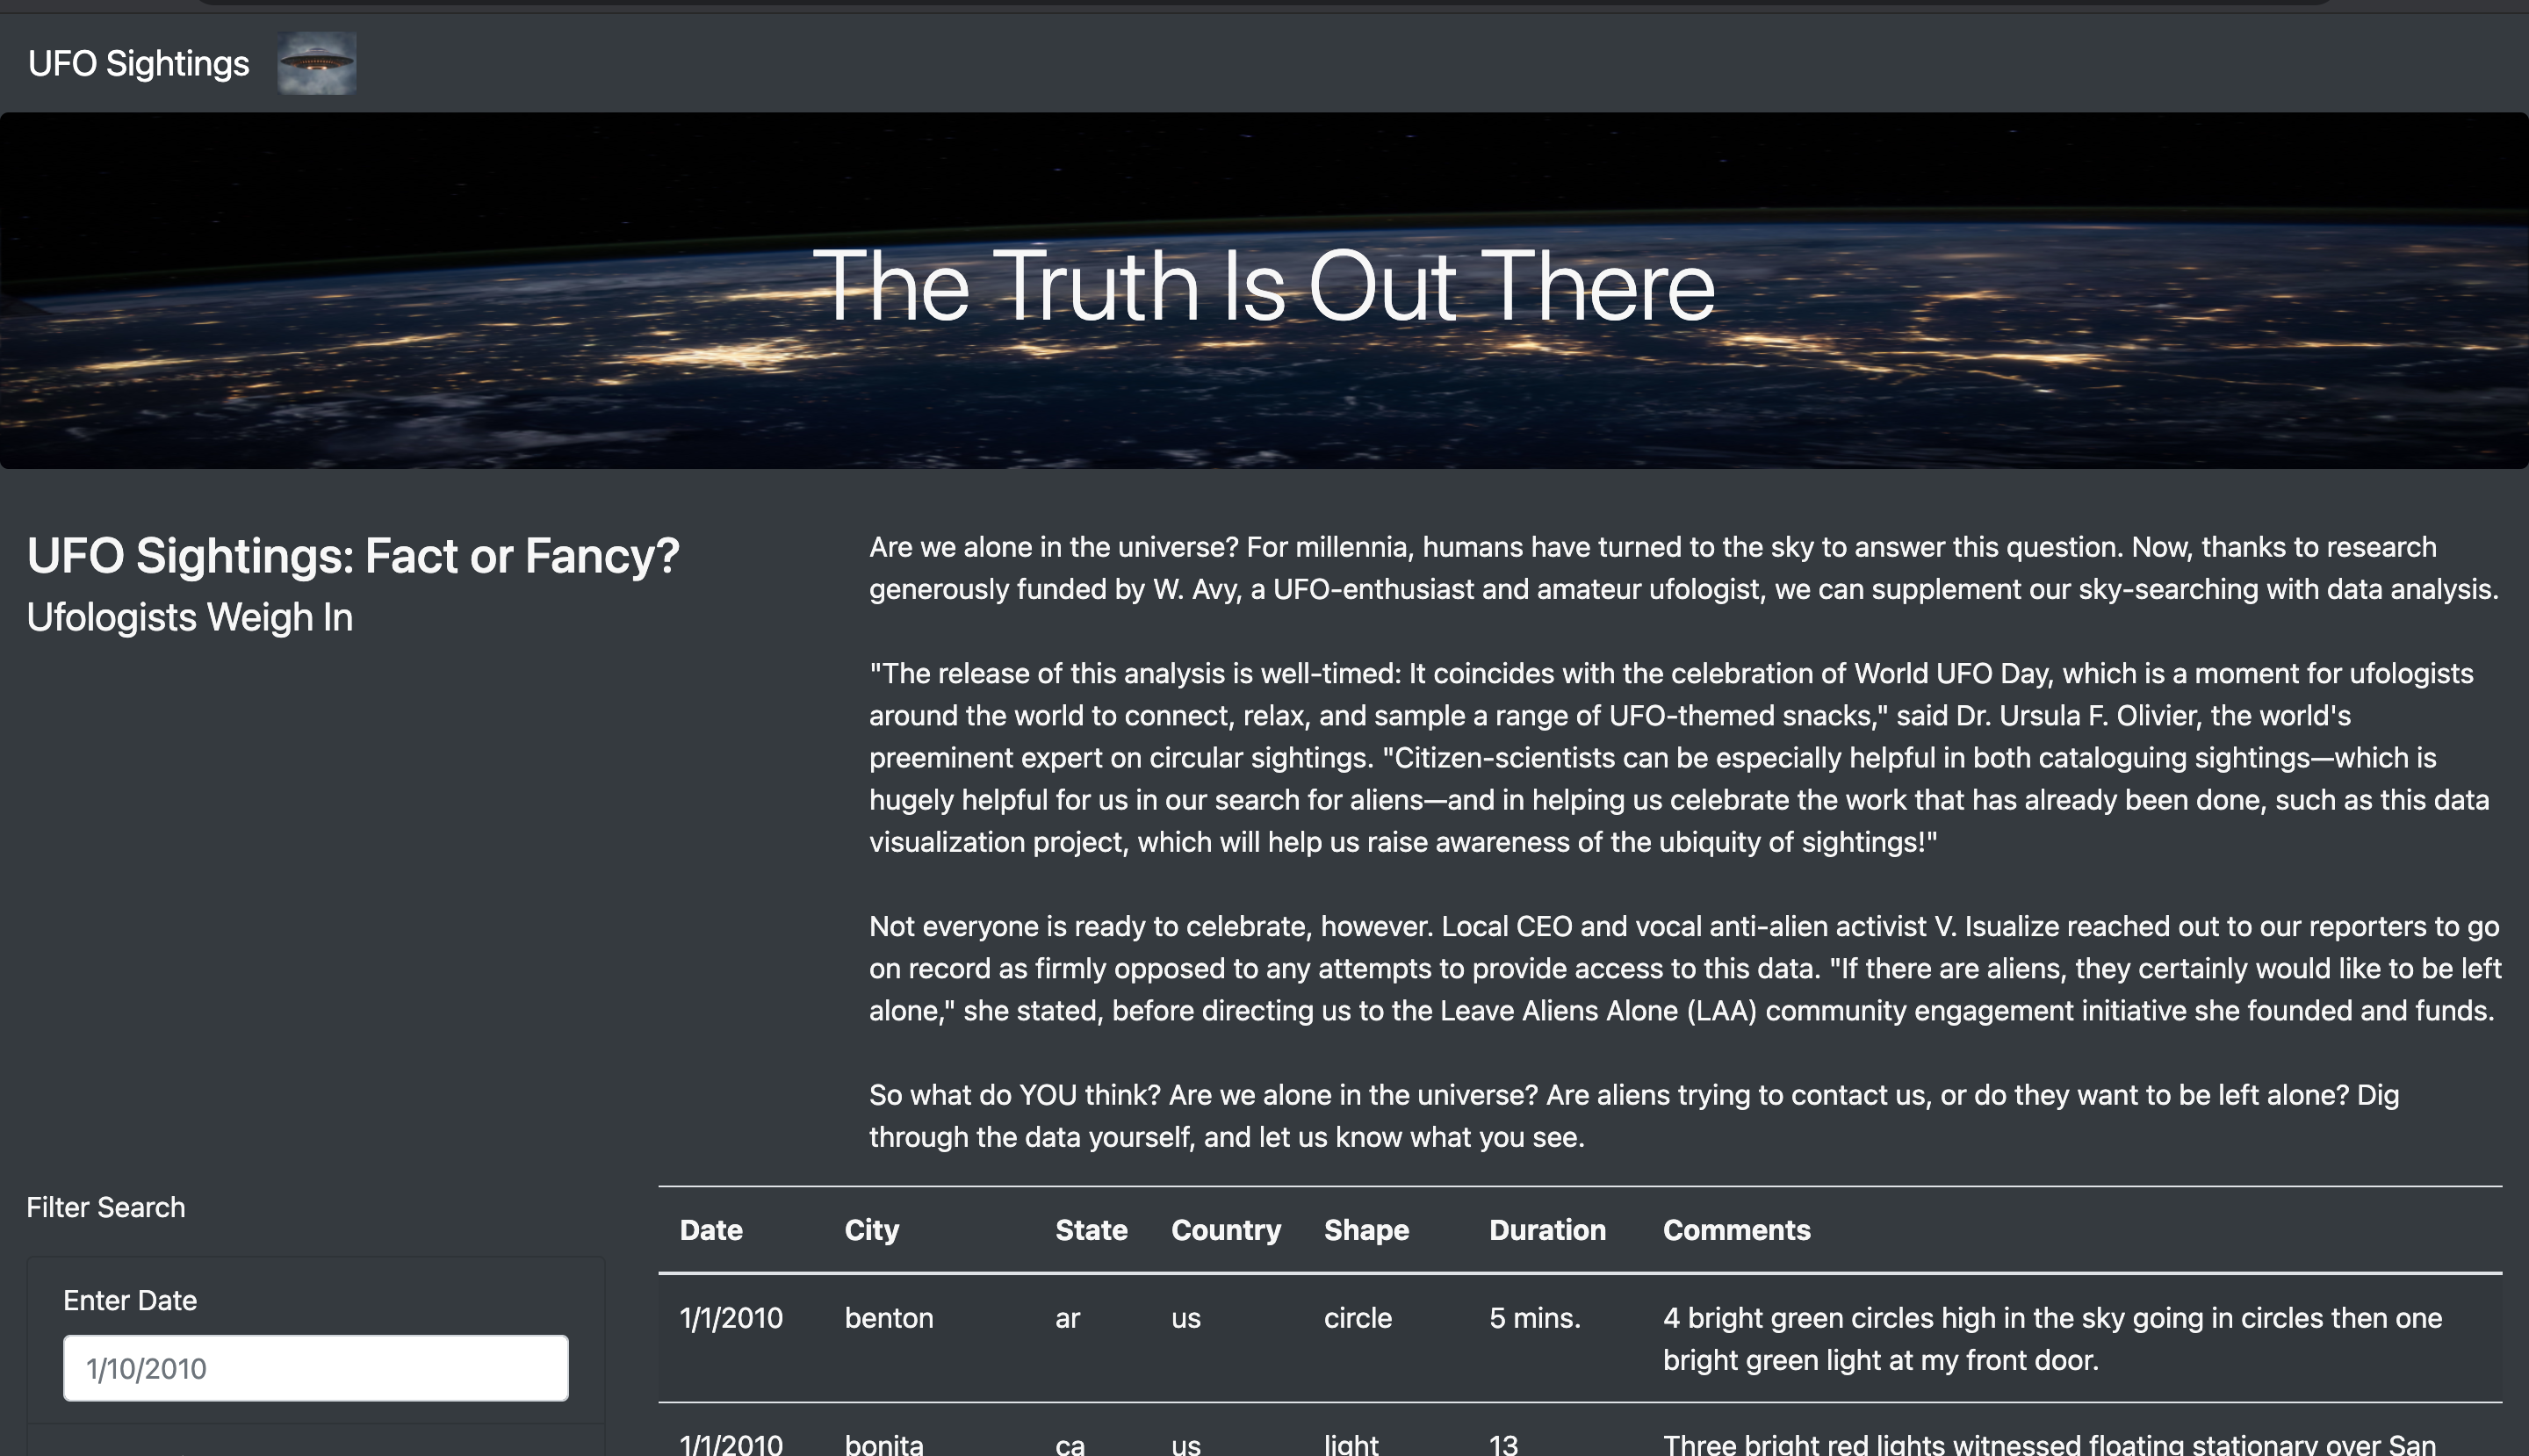 UFO Sightings
The Truth Is Out There
UFO Sightings: Fact or Fancy?
Ufologists Weigh In
Are we alone in the universe? For millennia, humans have turned to the sky to answer this question. Now, thanks to research
generously funded by W. Avy, a UFO-enthusiast and amateur ufologist, we can supplement our sky-searching with data analysis.
"The release of this analysis is well-timed: It coincides with the celebration of World UFO Day, which is a moment for ufologists
around the world to connect, relax, and sample a range of UFO-themed snacks," said Dr. Ursula F. Olivier, the world's
preeminent expert on circular sightings. "Citizen-scientists can be especially helpful in both cataloguing sightings—which is
hugely helpful for us in our search for aliens—and in helping us celebrate the work that has already been done, such as this data
visualization project, which will help us raise awareness of the ubiquity of sightings!"
Not everyone is ready to celebrate, however. Local CEO and vocal anti-alien activist V. Isualize reached out to our reporters to go
on record as firmly opposed to any attempts to provide access to this data. "If there are aliens, they certainly would like to be left
alone," she stated, before directing us to the Leave Aliens Alone (LAA) community engagement initiative she founded and funds.
So what do YOU think? Are we alone in the universe? Are aliens trying to contact us, or do they want to be left alone? Dig
through the data yourself, and let us know what you see.
Filter Search
Enter Date
1/10/2010
Date City State Country Shape Duration Comments
1/1/2010 benton ar us circle 5 mins. 4 bright green circles high in the sky going in circles then one
bright green light at my front door.
1/1/2010 bonita ca us light 13 Three bright red lights witnessed floating stationary over San